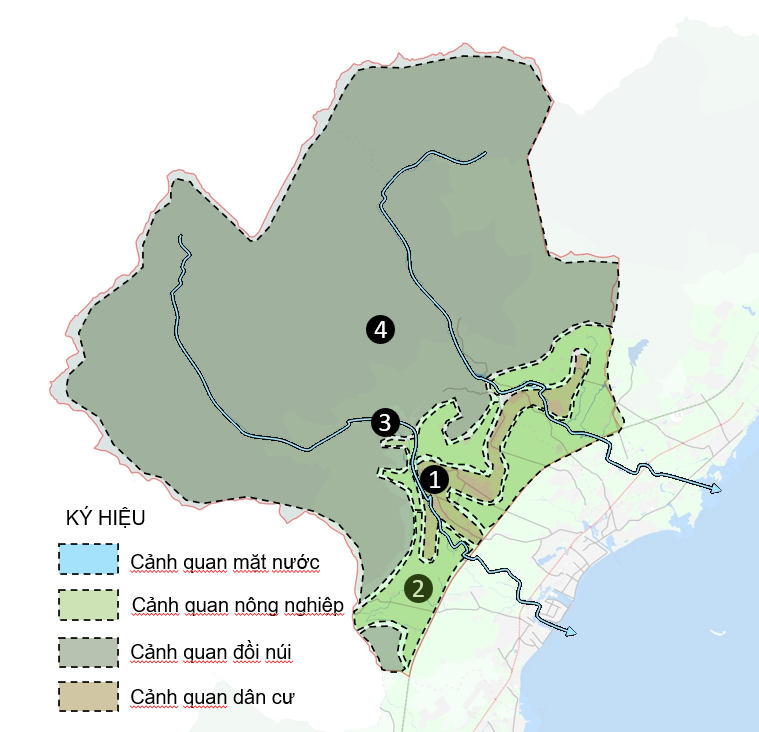 4
3
1
2
KÝ HIỆU
Cảnh quan mặt nước
Cảnh quan nông nghiệp
Cảnh quan đồi núi
Cảnh quan dân cư